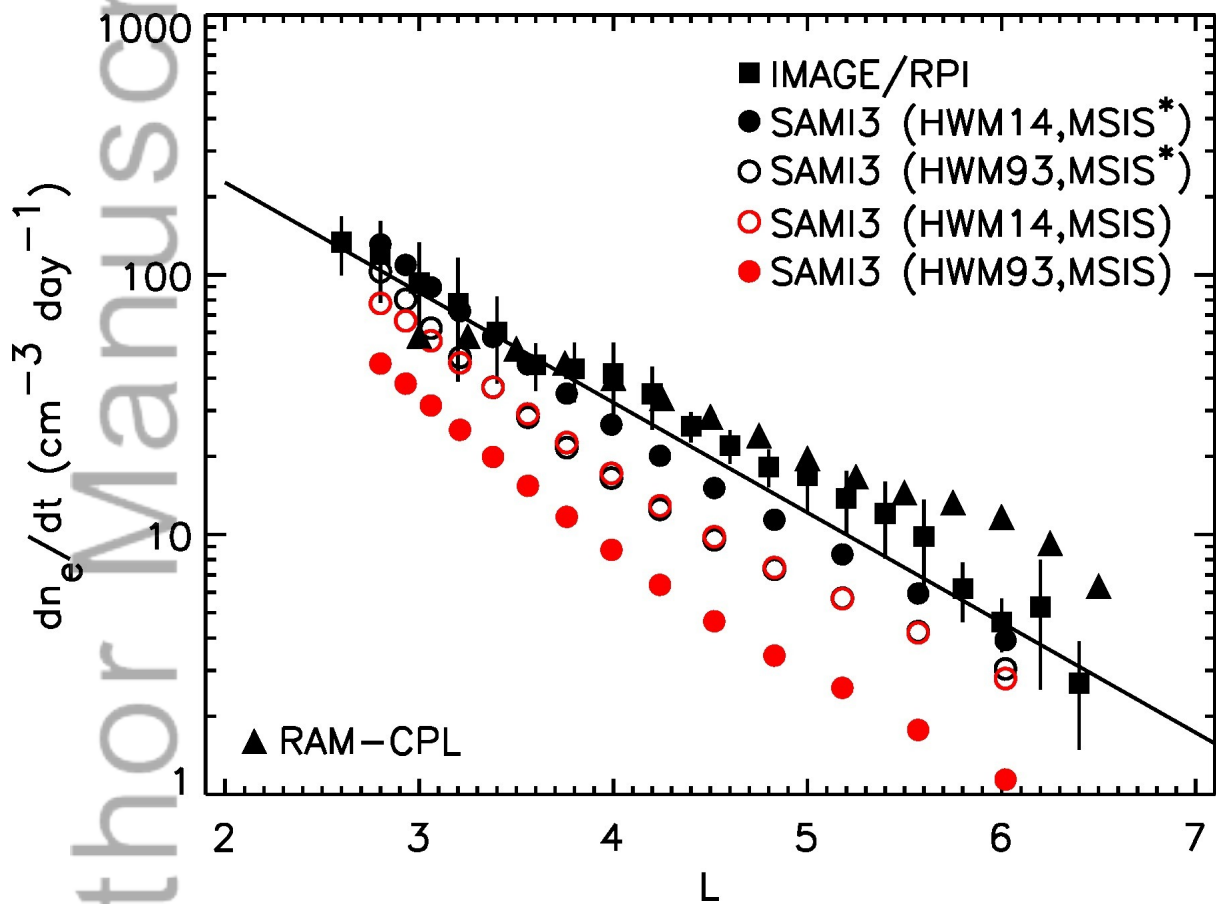 thor Manuscr
1000
100
10
1
dn_e/dt (cm^-3 day^-1)
IMAGE/RPI
SAMI3 (HWM14,MSIS*)
SAMI3 (HWM93,MSIS*)
SAMI3 (HWM14,MSIS)
SAMI3 (HWM93,MSIS)
RAM-CPL
2 3 4 5 6 7
L